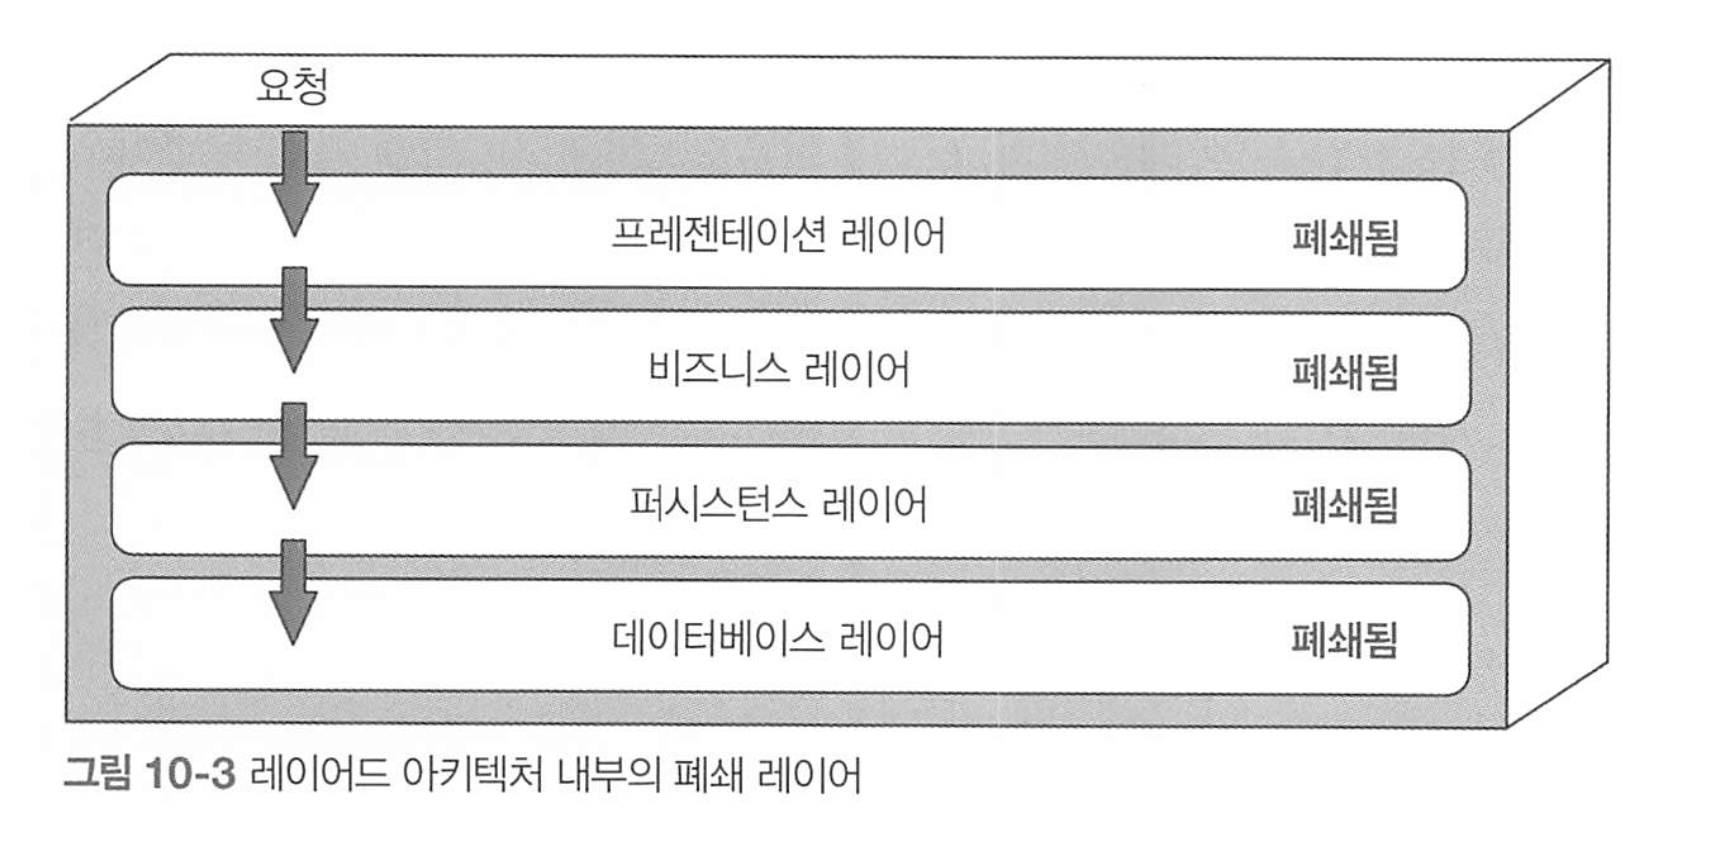 요청
프레젠테이션 레이어 폐쇄됨
비즈니스 레이어 폐쇄됨
퍼시스턴스 레이어 폐쇄됨
데이터베이스 레이어 폐쇄됨
그림 10-3 레이어드 아키텍처 내부의 폐쇄 레이어